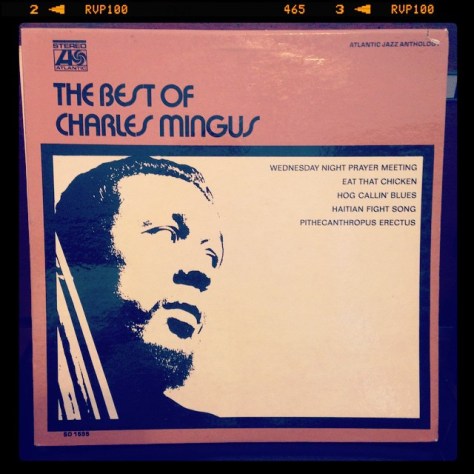 2 RVP100 465 3 RVP100
STEREO
ATLANTIC
ATLANTIC JAZZ ANTHOLOGY
THE BEST OF
CHARLES MINGUS
WEDNESDAY NIGHT PRAYER MEETING
EAT THAT CHICKEN
HOG CALLIN' BLUES
HAITIAN FIGHT SONG
PITHECANTHROPUS ERECTUS
SD 1555